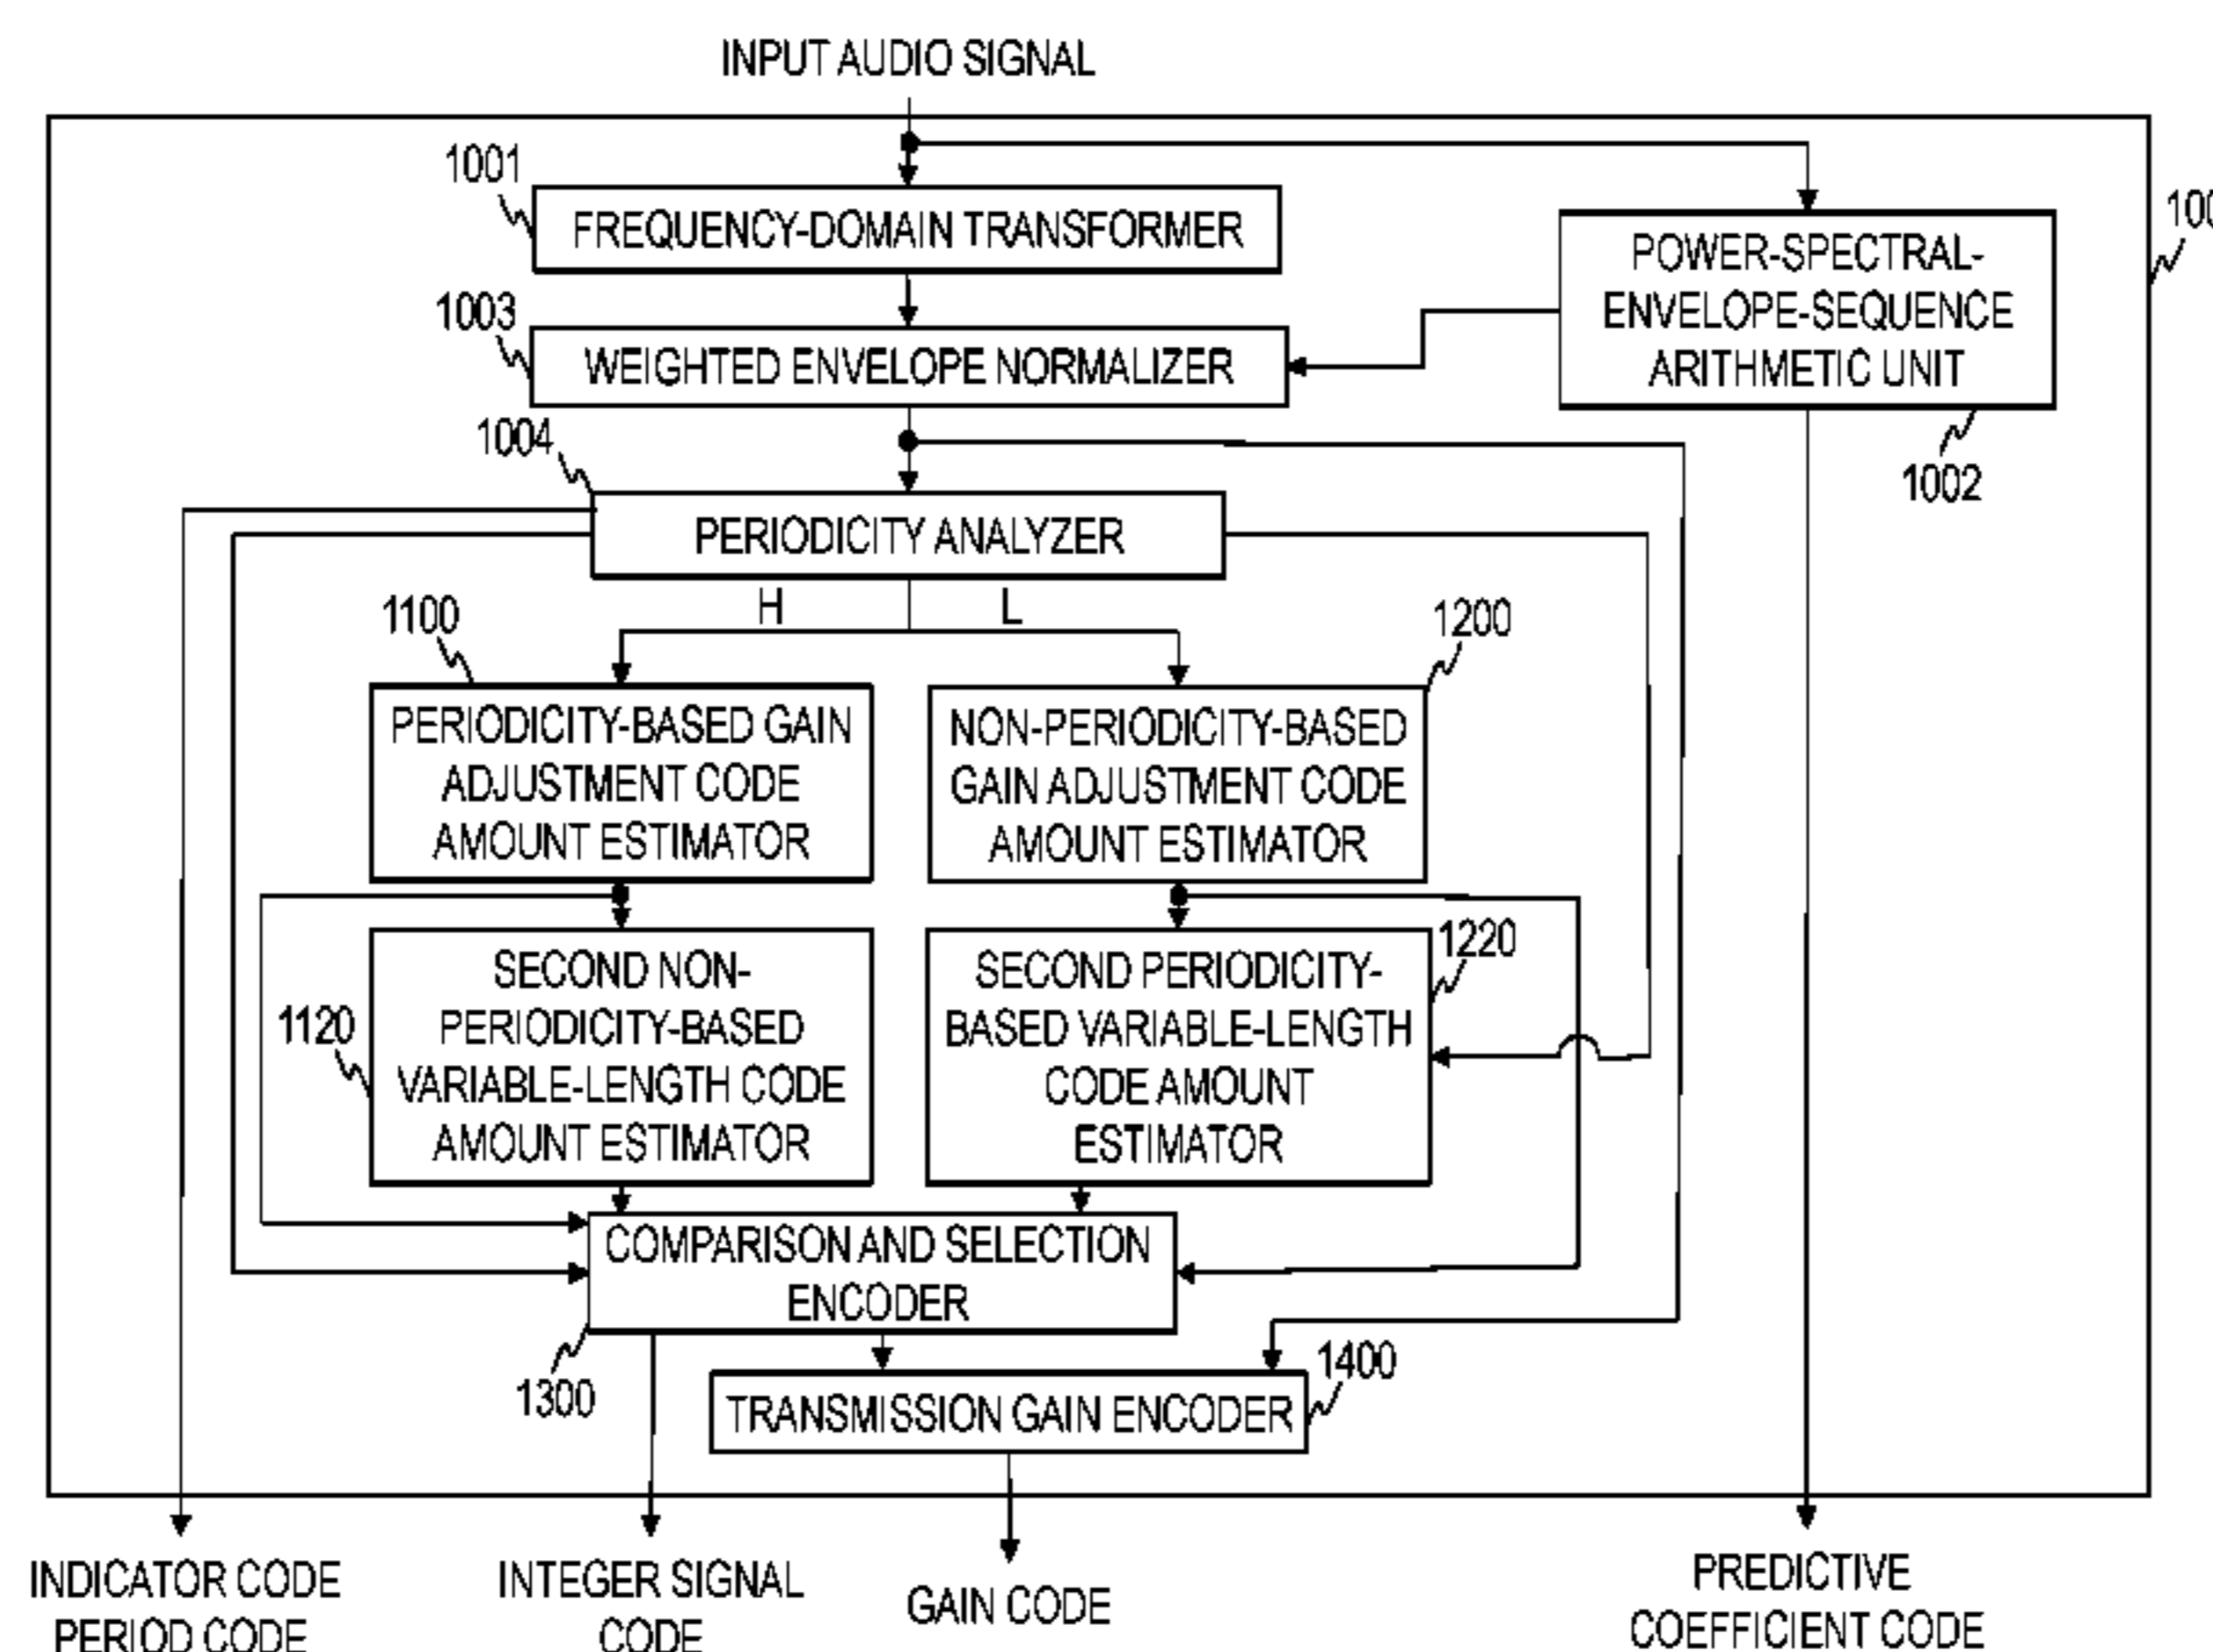 INPUT AUDIO SIGNAL
1001
FREQUENCY-DOMAIN TRANSFORMER
100
POWER-SPECTRAL-
ENVELOPE-SEQUENCE
ARITHMETIC UNIT
1003
WEIGHTED ENVELOPE NORMALIZER
1004
1002
PERIODICITY ANALYZER
H
L
1100
1200
PERIODICITY-BASED GAIN
ADJUSTMENT CODE
AMOUNT ESTIMATOR
NON-PERIODICITY-BASED
GAIN ADJUSTMENT CODE
AMOUNT ESTIMATOR
1120
SECOND NON-
PERIODICITY-BASED
VARIABLE-LENGTH CODE
AMOUNT ESTIMATOR
1220
SECOND PERIODICITY-
BASED VARIABLE-LENGTH
CODE AMOUNT
ESTIMATOR
COMPARISON AND SELECTION
ENCODER
1300
1400
TRANSMISSION GAIN ENCODER
INDICATOR CODE
PERIOD CODE
INTEGER SIGNAL
CODE
GAIN CODE
PREDICTIVE
COEFFICIENT CODE